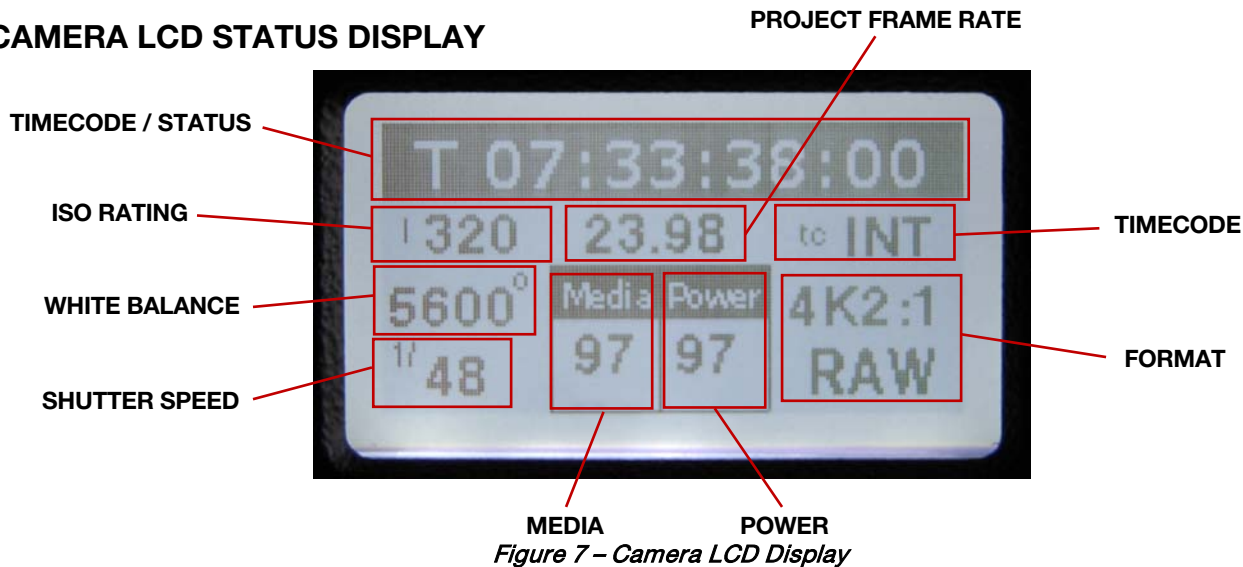 PROJECT FRAME RATE
CAMERA LCD STATUS DISPLAY
TIMECODE / STATUS
T 07:33:38:00
ISO RATING
I 320
23.98
tc INT
TIMECODE
WHITE BALANCE
5600°
Media
Power
4K2:1
97
97
RAW
FORMAT
SHUTTER SPEED
1/48
MEDIA
POWER
Figure 7 – Camera LCD Display